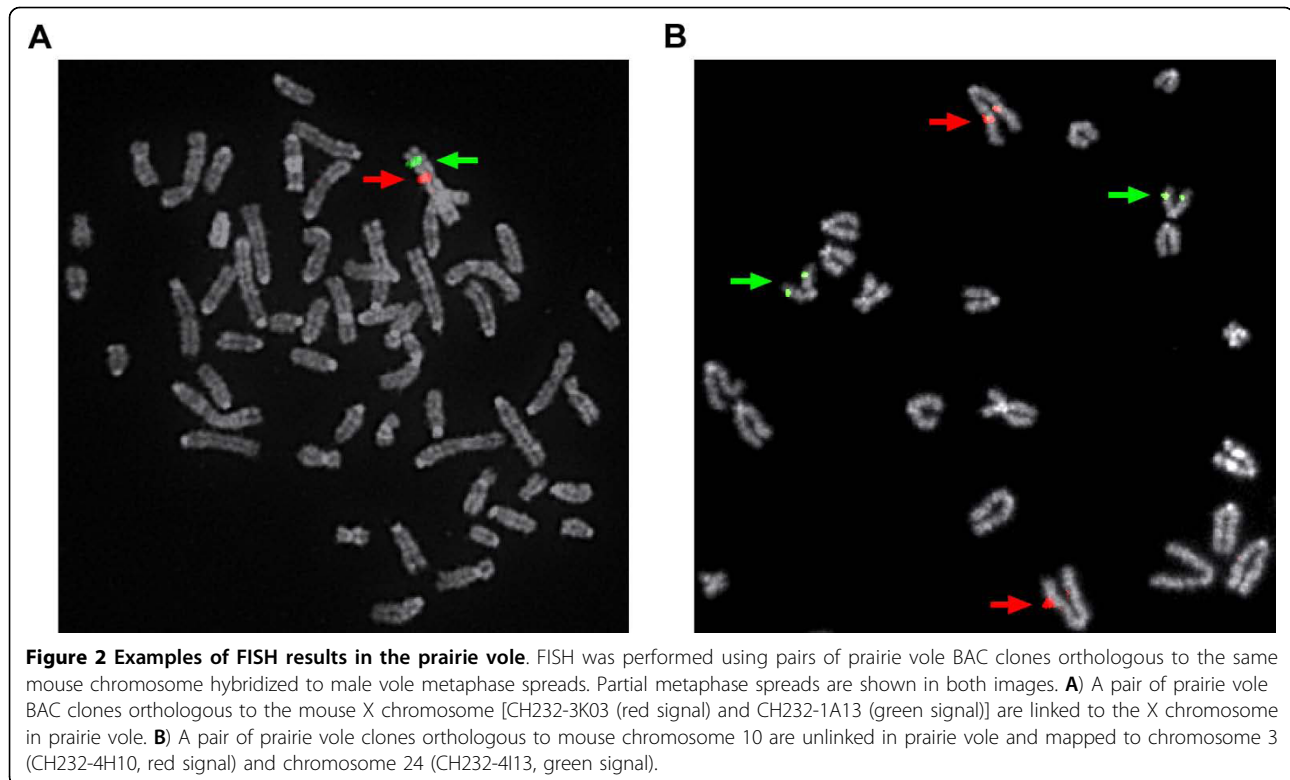 A
B
Figure 2 Examples of FISH results in the prairie vole. FISH was performed using pairs of prairie vole BAC clones orthologous to the same
mouse chromosome hybridized to male vole metaphase spreads. Partial metaphase spreads are shown in both images. A) A pair of prairie vole
BAC clones orthologous to the mouse X chromosome [CH232-3K03 (red signal) and CH232-1A13 (green signal)] are linked to the X chromosome
in prairie vole. B) A pair of prairie vole clones orthologous to mouse chromosome 10 are unlinked in prairie vole and mapped to chromosome 3
(CH232-4H10, red signal) and chromosome 24 (CH232-4I13, green signal).